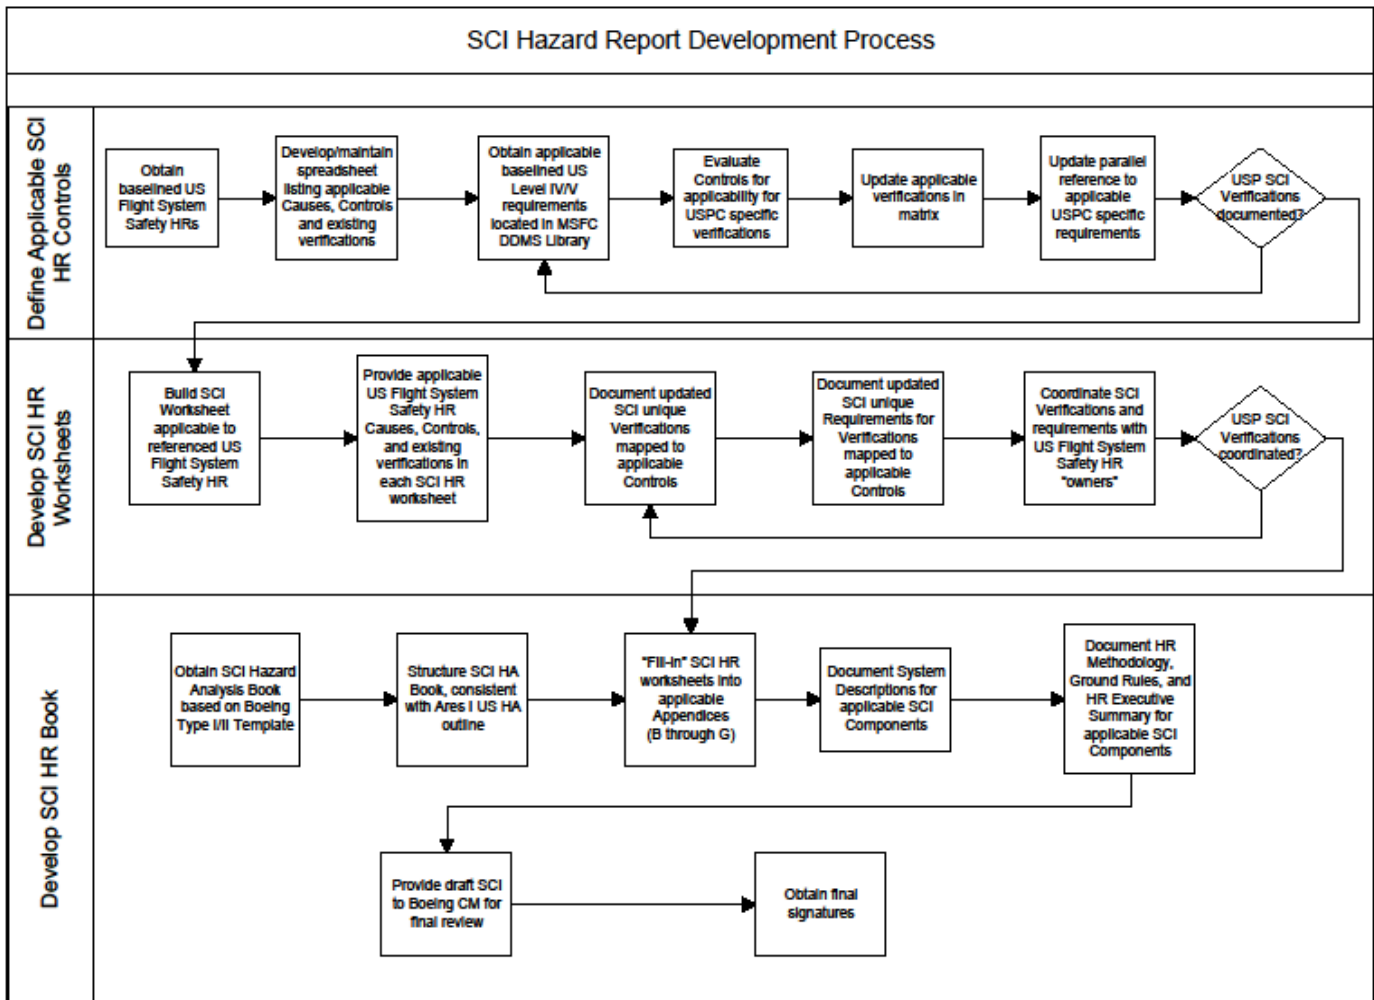 SCI Hazard Report Development Process
Define Applicable SCI
HR Controls
Obtain
baselined US
Flight System
Safety HRs
Develop/maintain
spreadsheet
listing applicable
Causes, Controls
and existing
verifications
Obtain applicable
baselined US
Level IV/V
requirements
located in MSFC
DDMS Library
Evaluate
Controls for
applicability for
USPC specific
verifications
Update applicable
verifications in
matrix
Update parallel
reference to
applicable
USPC specific
requirements
USP SCI
Verifications
documented?
Develop SCI HR
Worksheets
Build SCI
Worksheet
applicable to
referenced US
Flight System
Safety HR
Provide applicable
US Flight System
Safety HR
Causes, Controls,
and existing
verifications in
each SCI HR
worksheet
Document updated
SCI unique
Verifications
mapped to
applicable
Controls
Document updated
SCI unique
Requirements for
Verifications
mapped to
applicable
Controls
Coordinate SCI
Verifications and
requirements with
US Flight System
Safety HR
"owners"
USP SCI
Verifications
coordinated?
Develop SCI HR Book
Obtain SCI Hazard
Analysis Book
based on Boeing
Type I/II Template
Structure SCI HA
Book, consistent
with Ares I US HA
outline
"Fill-in" SCI HR
worksheets into
applicable
Appendices
(B through G)
Document System
Descriptions for
applicable SCI
Components
Document HR
Methodology,
Ground Rules, and
HR Executive
Summary for
applicable SCI
Components
Provide draft SCI
to Boeing CM for
final review
Obtain final
signatures